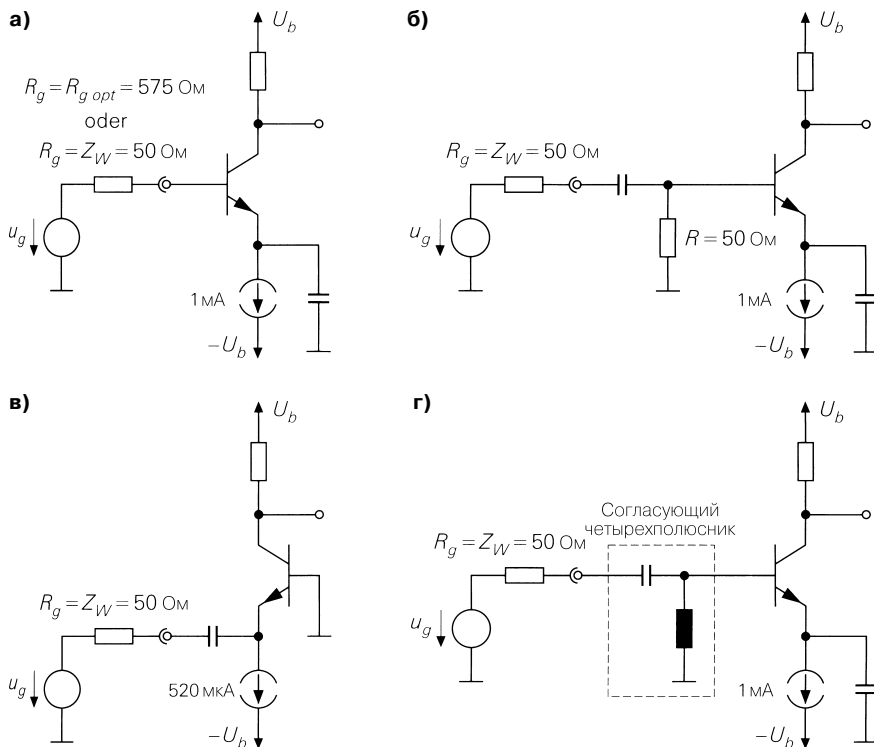 а)
U_b
R_g = R_g opt = 575 Ом
oder
R_g = Z_W = 50 Ом
u_g
1 мА
−U_b
б)
U_b
R_g = Z_W = 50 Ом
u_g
R = 50 Ом
1 мА
−U_b
в)
U_b
R_g = Z_W = 50 Ом
u_g
520 мкА
−U_b
г)
U_b
Согласующий
четырехполюсник
R_g = Z_W = 50 Ом
u_g
1 мА
−U_b